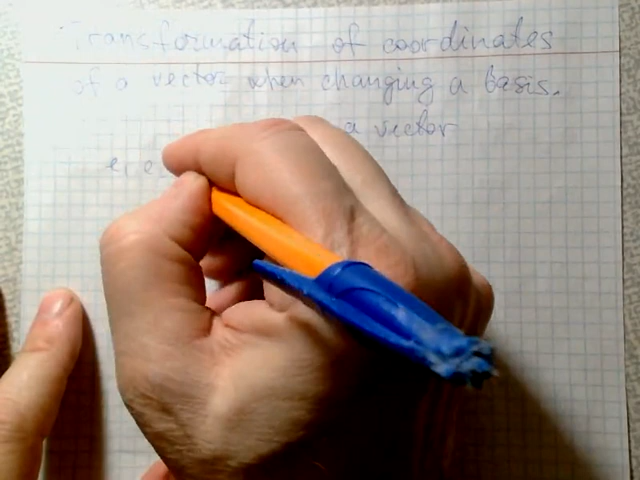 Transformation of coordinates
of a vector when changing a basis.
a vector
e, e